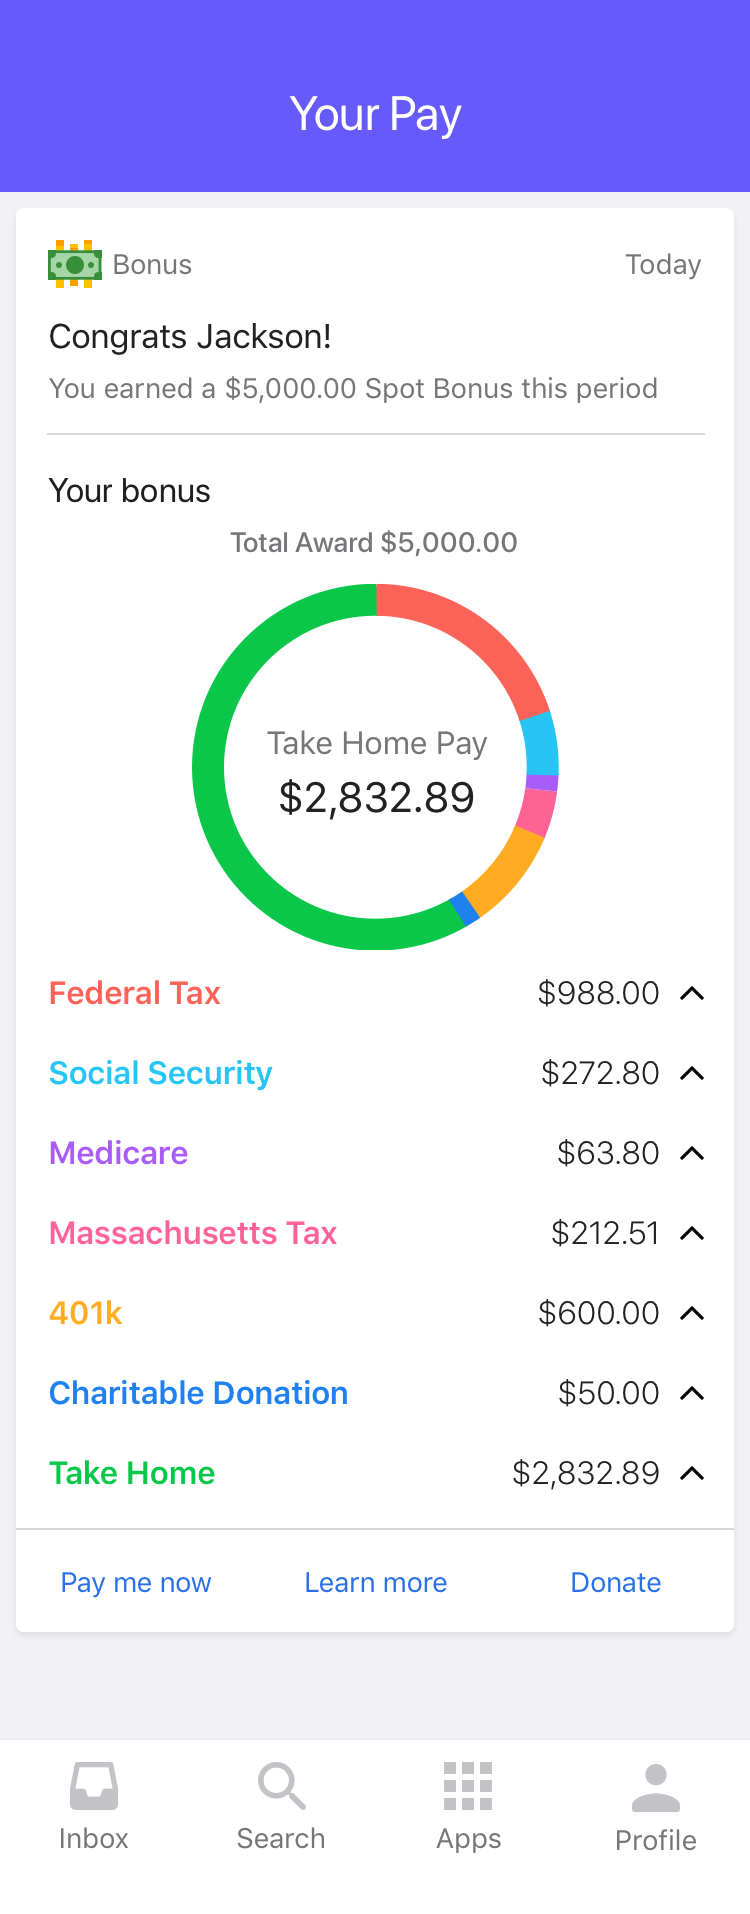 Your Pay
Bonus Today
Congrats Jackson!
You earned a $5,000.00 Spot Bonus this period
Your bonus
Total Award $5,000.00
Take Home Pay
$2,832.89
Federal Tax $988.00
Social Security $272.80
Medicare $63.80
Massachusetts Tax $212.51
401k $600.00
Charitable Donation $50.00
Take Home $2,832.89
Pay me now Learn more Donate
Inbox Search Apps Profile